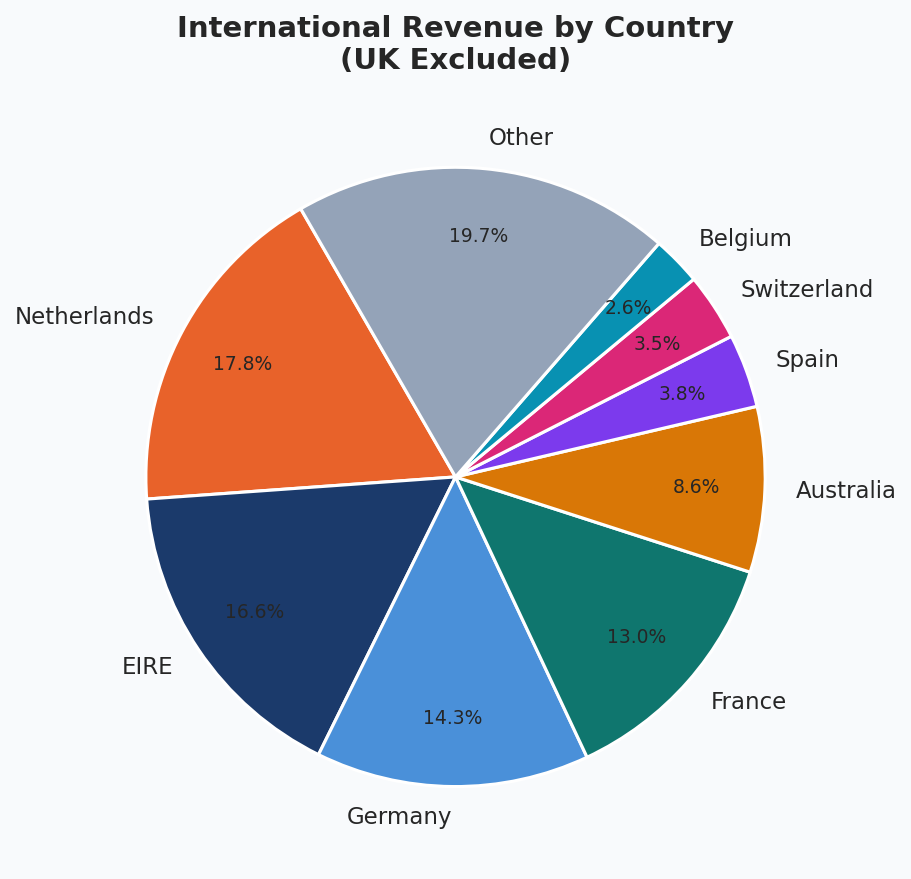 International Revenue by Country
(UK Excluded)
Other
19.7%
Belgium
2.6%
Switzerland
3.5%
Spain
3.8%
Australia
8.6%
France
13.0%
Germany
14.3%
EIRE
16.6%
Netherlands
17.8%